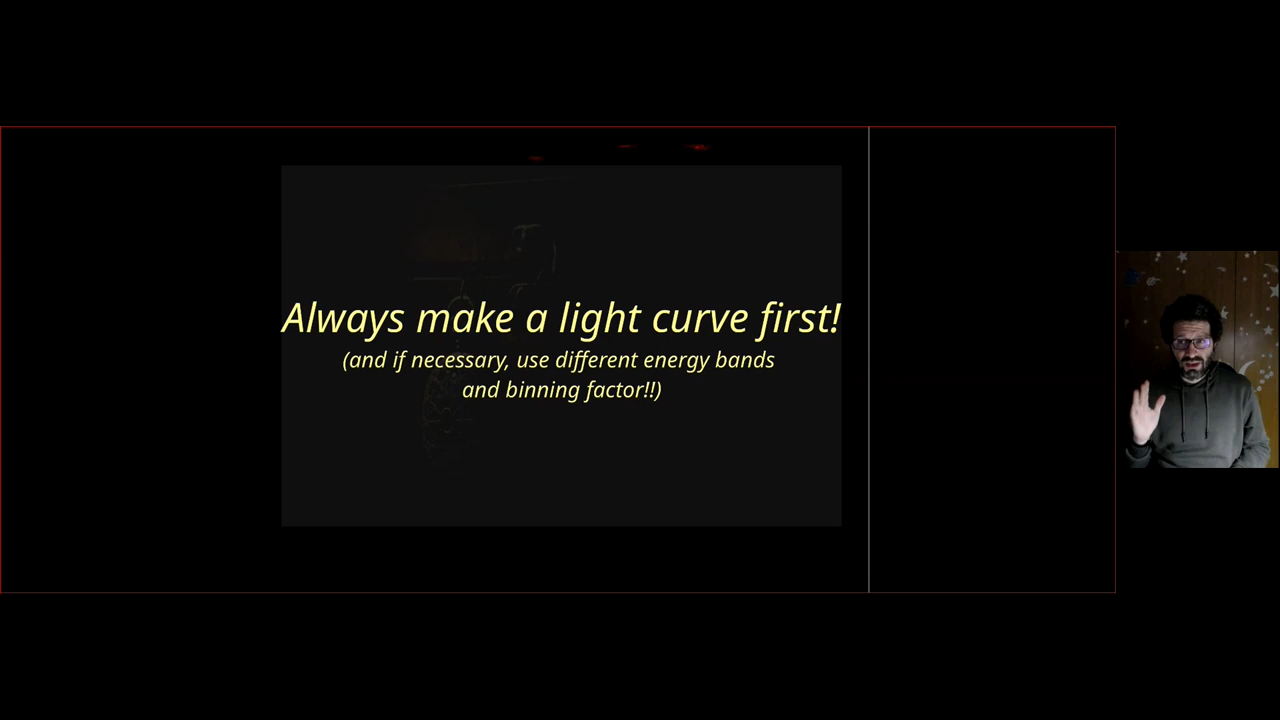 Always make a light curve first!
(and if necessary, use different energy bands
and binning factor!!)